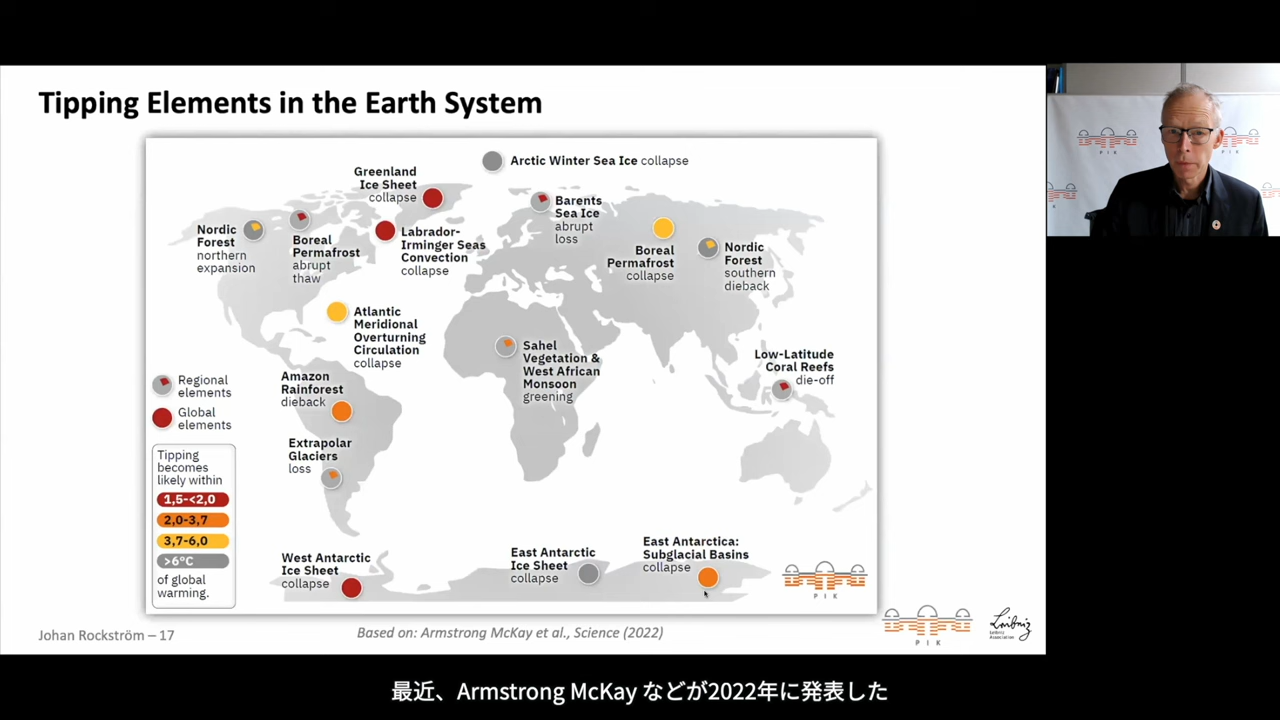 Tipping Elements in the Earth System
Arctic Winter Sea Ice collapse
Greenland
Ice Sheet
collapse
Barents
Sea Ice
abrupt
loss
Nordic
Forest
northern
expansion
Boreal
Permafrost
abrupt
thaw
Labrador-
Irminger Seas
Convection
collapse
Boreal
Permafrost
collapse
Nordic
Forest
southern
dieback
Atlantic
Meridional
Overturning
Circulation
collapse
Sahel
Vegetation &
West African
Monsoon
greening
Low-Latitude
Coral Reefs
die-off
Regional
elements
Global
elements
Amazon
Rainforest
dieback
Extrapolar
Glaciers
loss
Tipping
becomes
likely within
1,5-<2,0
2,0-3,7
3,7-6,0
>6°C
of global
warming.
West Antarctic
Ice Sheet
collapse
East Antarctic
Ice Sheet
collapse
East Antarctica:
Subglacial Basins
collapse
PIK
Johan Rockström – 17
Based on: Armstrong McKay et al., Science (2022)
PIK
Leibniz
Leibniz
Association
PIK
PIK
最近、Armstrong McKay などが2022年に発表した